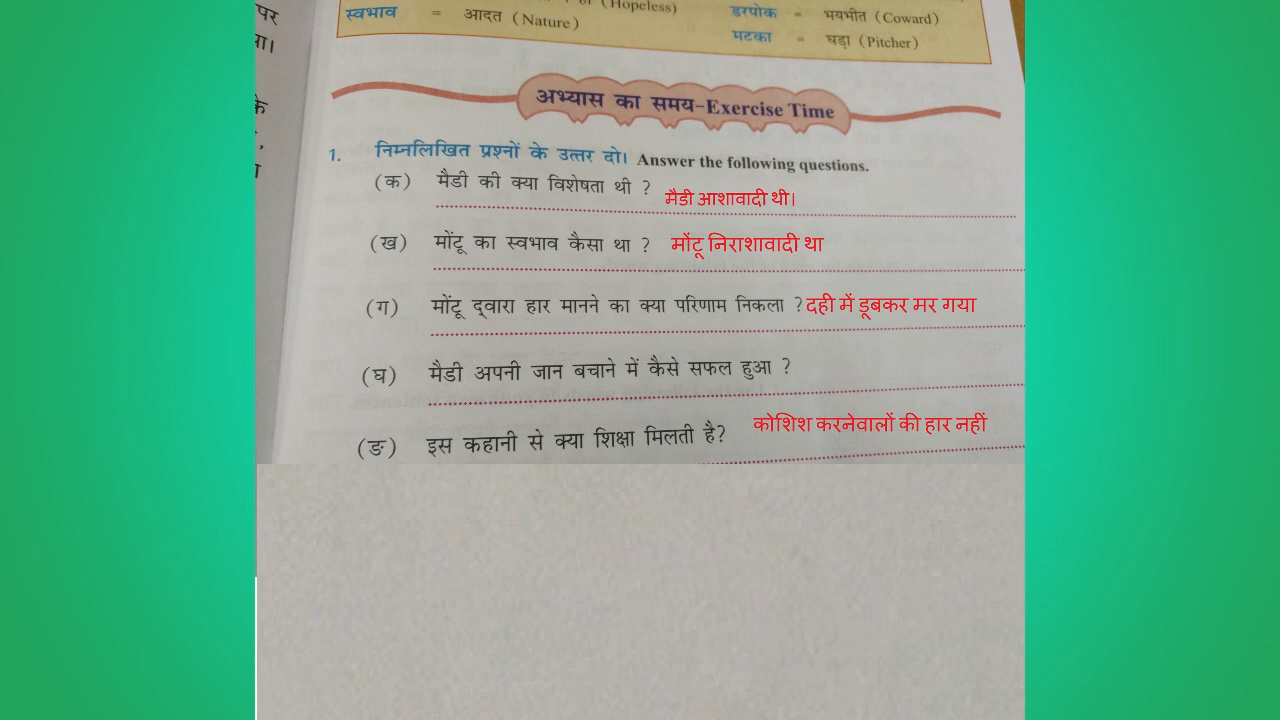 पर
(Hopeless)
स्वभाव = आदत (Nature)
डरपोक = भयभीत (Coward)
मटका = घड़ा (Pitcher)
के
अभ्यास का समय-Exercise Time
1. निम्नलिखित प्रश्नों के उत्तर दो। Answer the following questions.
(क) मैडी की क्या विशेषता थी ? मैडी आशावादी थी।
(ख) मोंटू का स्वभाव कैसा था ? मोंटू निराशावादी था
(ग) मोंटू द्वारा हार मानने का क्या परिणाम निकला ? दही में डूबकर मर गया
(घ) मैडी अपनी जान बचाने में कैसे सफल हुआ ?
(ङ) इस कहानी से क्या शिक्षा मिलती है? कोशिश करनेवालों की हार नहीं